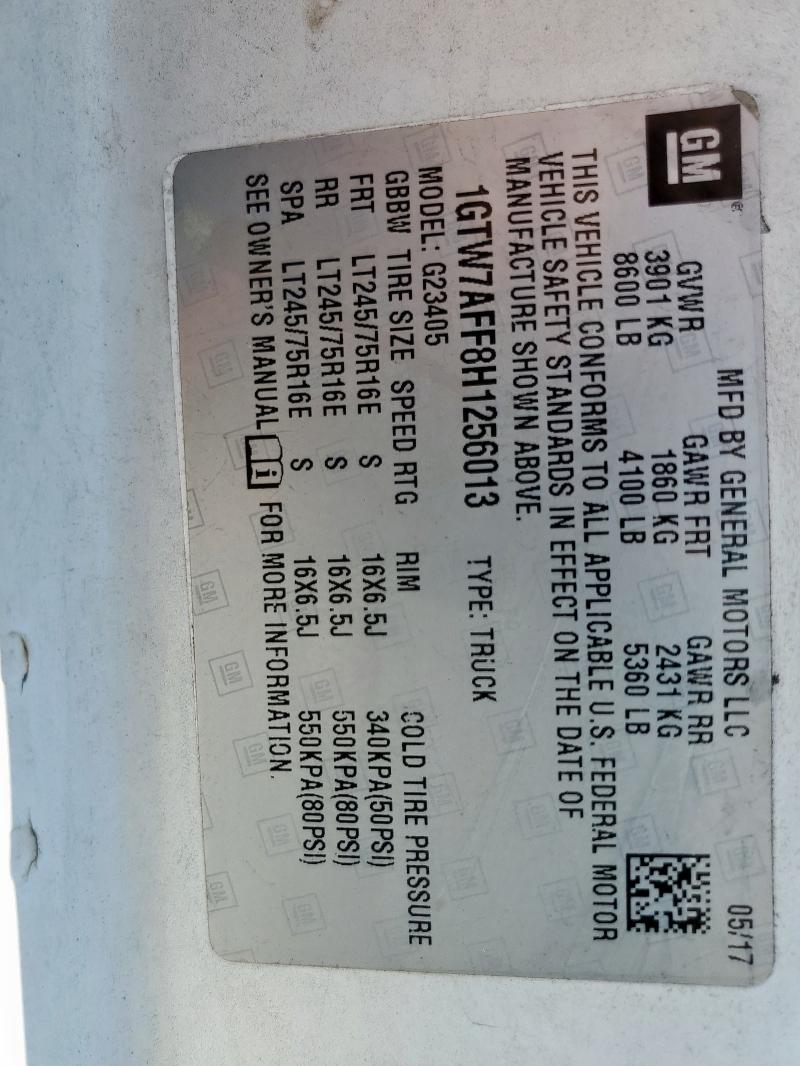 GM
MFD BY GENERAL MOTORS LLC 05/17
GVWR GAWR FRT GAWR RR
3901 KG 1860 KG 2431 KG
8600 LB 4100 LB 5360 LB
THIS VEHICLE CONFORMS TO ALL APPLICABLE U.S. FEDERAL MOTOR
VEHICLE SAFETY STANDARDS IN EFFECT ON THE DATE OF
MANUFACTURE SHOWN ABOVE.
1GTW7AFF8H1256013 TYPE: TRUCK
MODEL: G23405
GBBW TIRE SIZE SPEED RTG RIM COLD TIRE PRESSURE
FRT LT245/75R16E S 16X6.5J 340KPA(50PSI)
RR LT245/75R16E S 16X6.5J 550KPA(80PSI)
SPA LT245/75R16E S 16X6.5J 550KPA(80PSI)
SEE OWNER'S MANUAL i FOR MORE INFORMATION.